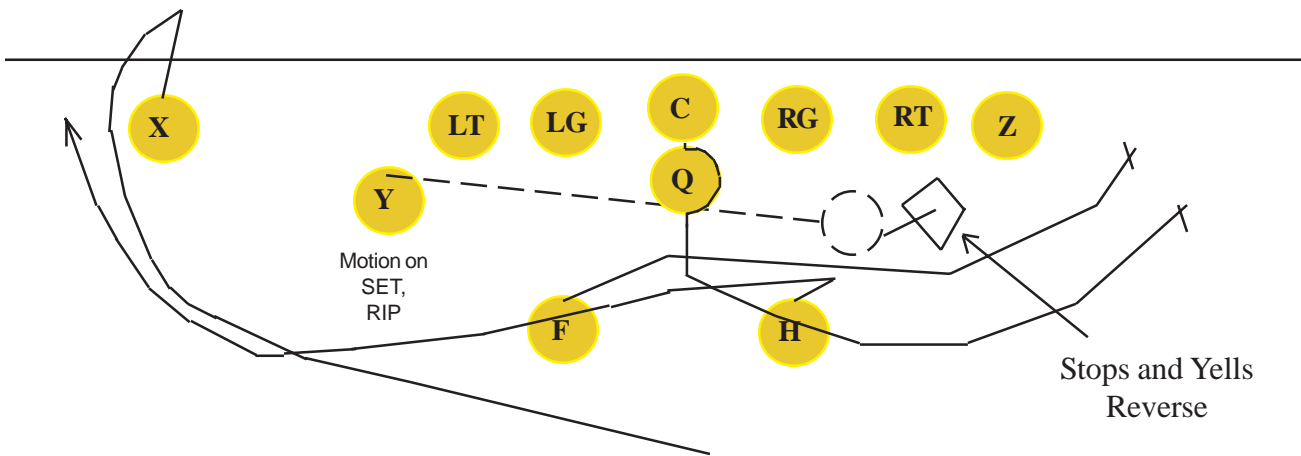 X
LT
LG
C
RG
RT
Z
Y
Q
Motion on
SET,
RIP
F
H
Stops and Yells
Reverse